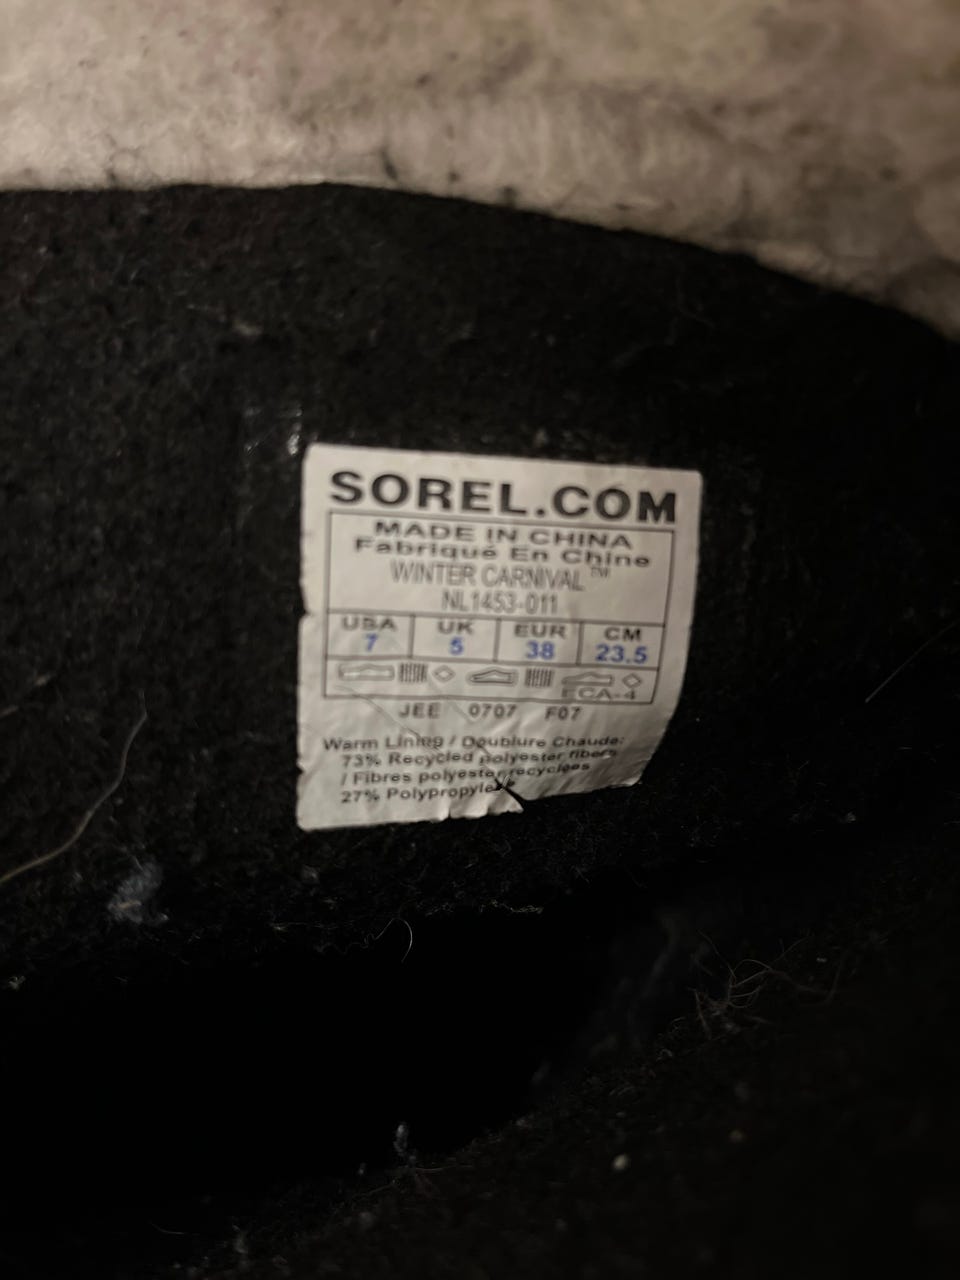 SOREL.COM
MADE IN CHINA
Fabriqué En Chine
WINTER CARNIVAL™
NL1453-011
USA UK EUR CM
7 5 38 23.5
ECA-4
JEE 0707 F07
Warm Lining / Doublure Chaude:
73% Recycled polyester fibers
/ Fibres polyester recyclées
27% Polypropylene